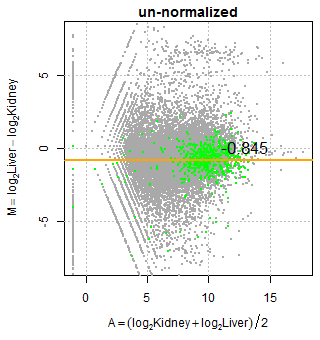 un-normalized
M = log₂Liver − log₂Kidney
5
0
-5
-0.845
0 5 10 15
A = (log₂Kidney + log₂Liver)/2